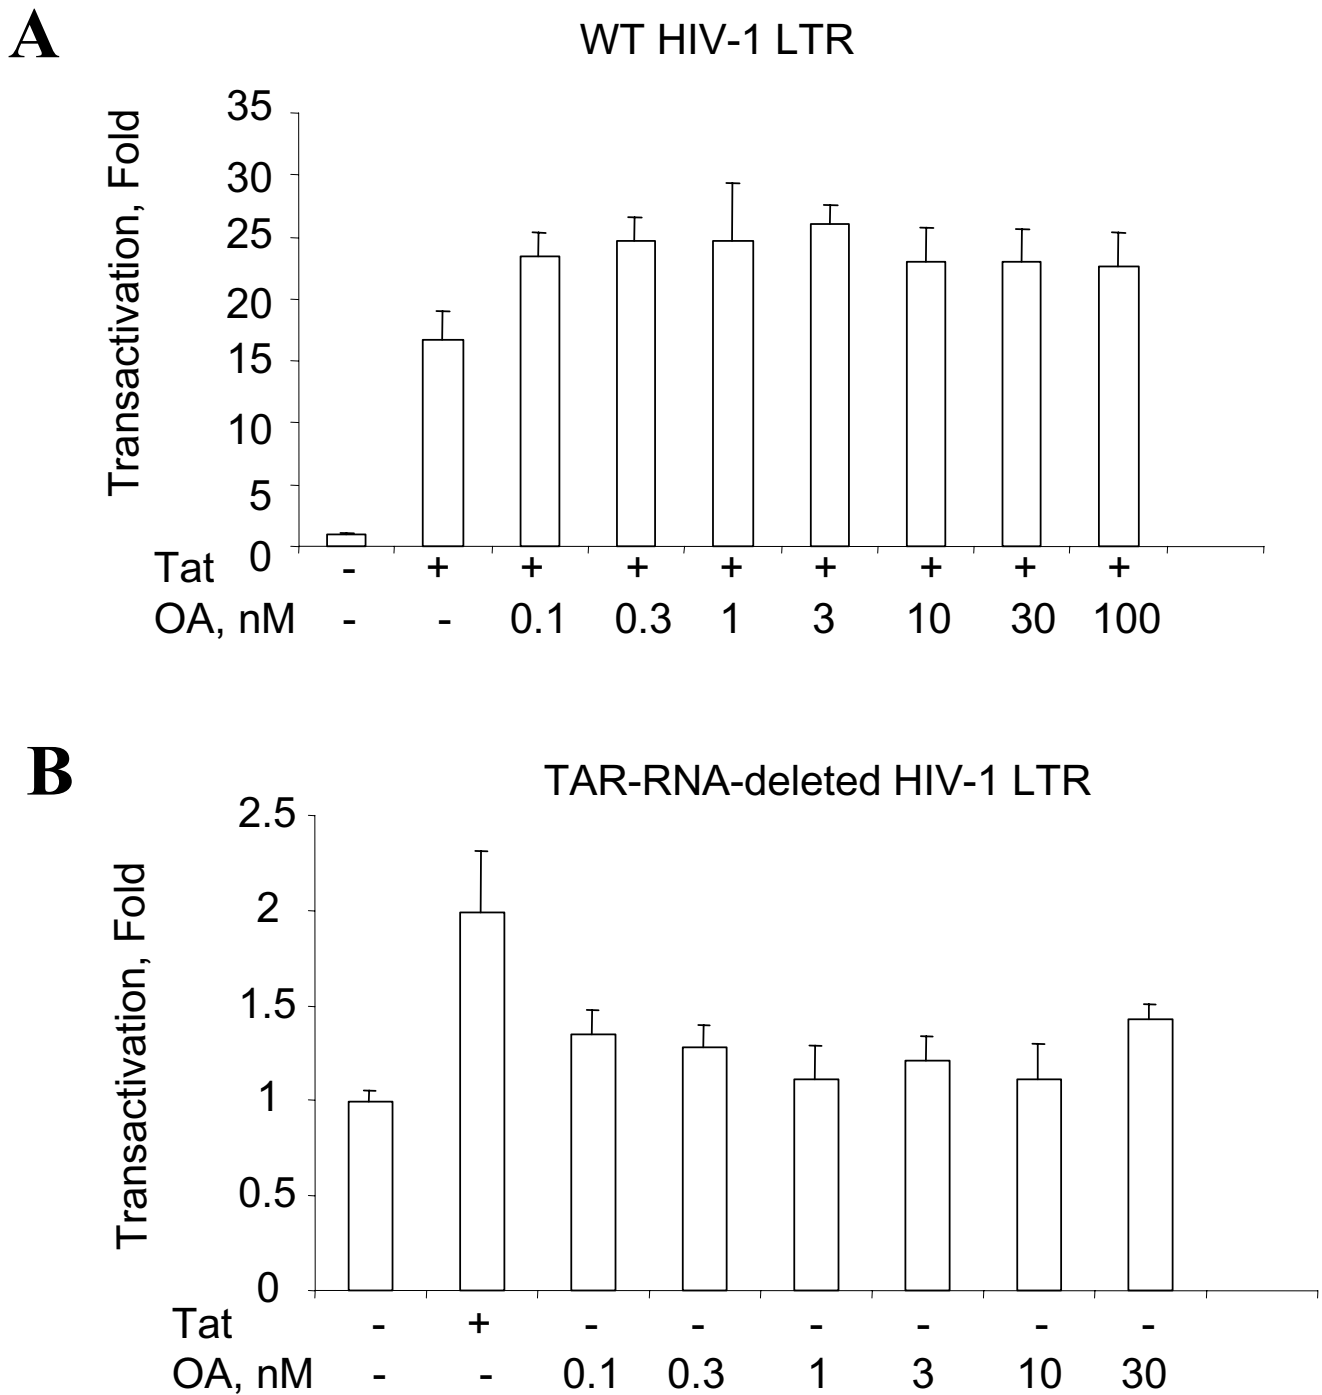 A
WT HIV-1 LTR
Transactivation, Fold
35
30
25
20
15
10
5
0
Tat - + + + + + + + +
OA, nM - - 0.1 0.3 1 3 10 30 100
B
TAR-RNA-deleted HIV-1 LTR
Transactivation, Fold
2.5
2
1.5
1
0.5
0
Tat - + - - - - - -
OA, nM - - 0.1 0.3 1 3 10 30